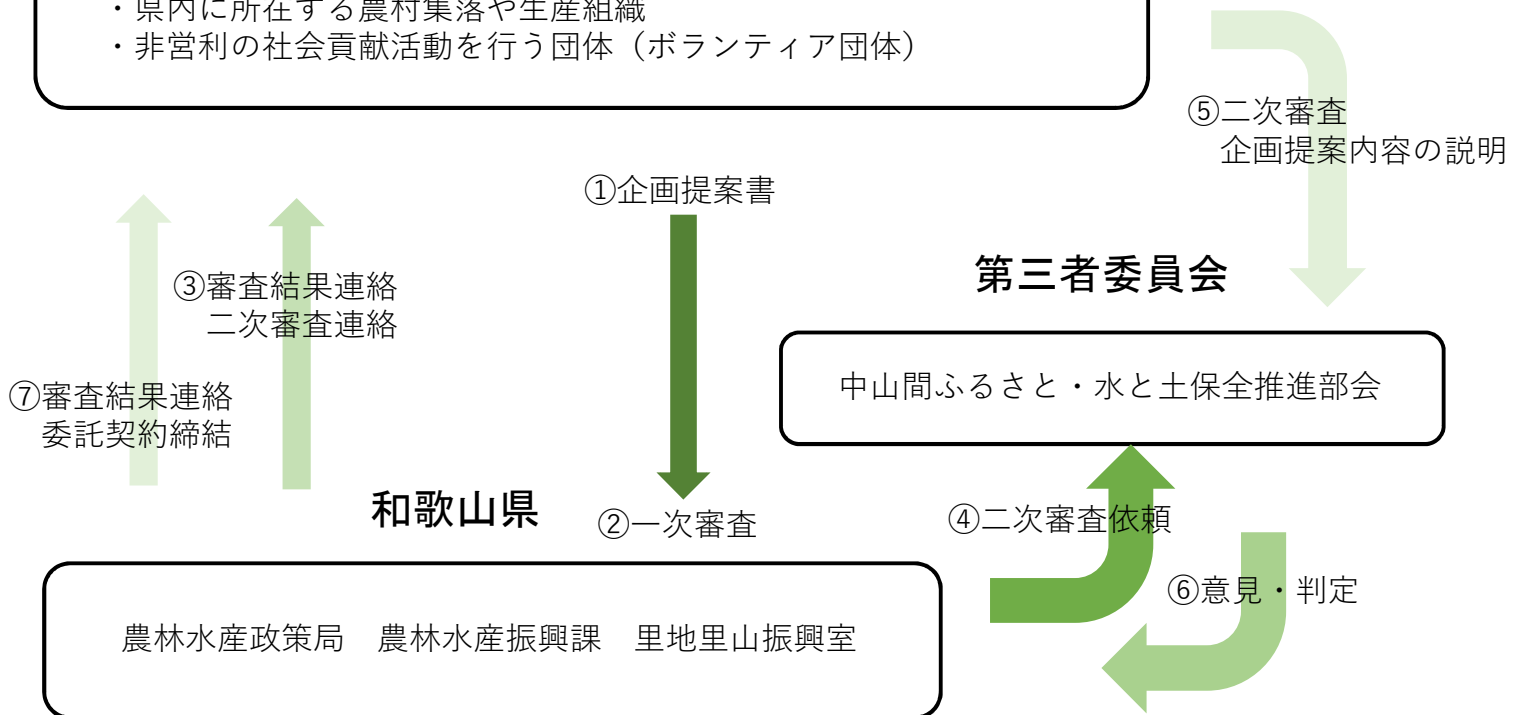 ・県内に所在する農村集落や生産組織
・非営利の社会貢献活動を行う団体（ボランティア団体）
⑤二次審査
企画提案内容の説明
①企画提案書
第三者委員会
③審査結果連絡
二次審査連絡
中山間ふるさと・水と土保全推進部会
⑦審査結果連絡
委託契約締結
和歌山県
②一次審査
④二次審査依頼
⑥意見・判定
農林水産政策局　農林水産振興課　里地里山振興室